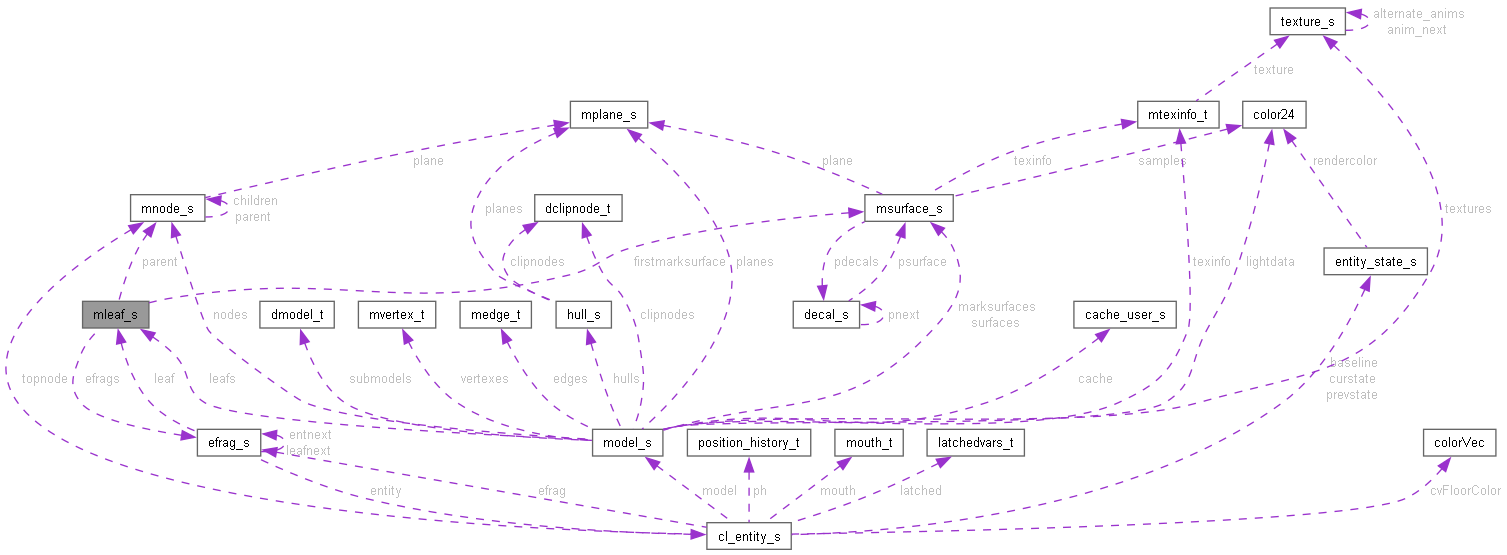 texture_s
alternate_anims
anim_next
texture
mplane_s
mtexinfo_t
color24
plane
plane
texinfo
samples
rendercolor
mnode_s
children
parent
planes
dclipnode_t
msurface_s
textures
parent
clipnodes
firstmarksurface
planes
pdecals
psurface
texinfo
lightdata
entity_state_s
mleaf_s
nodes
dmodel_t
mvertex_t
medge_t
hull_s
clipnodes
decal_s
pnext
marksurfaces
surfaces
cache_user_s
topnode
efrags
leaf
leafs
submodels
vertexes
edges
hulls
cache
baseline
curstate
prevstate
efrag_s
entnext
leafnext
model_s
position_history_t
mouth_t
latchedvars_t
colorVec
entity
efrag
model
ph
mouth
latched
cvFloorColor
cl_entity_s